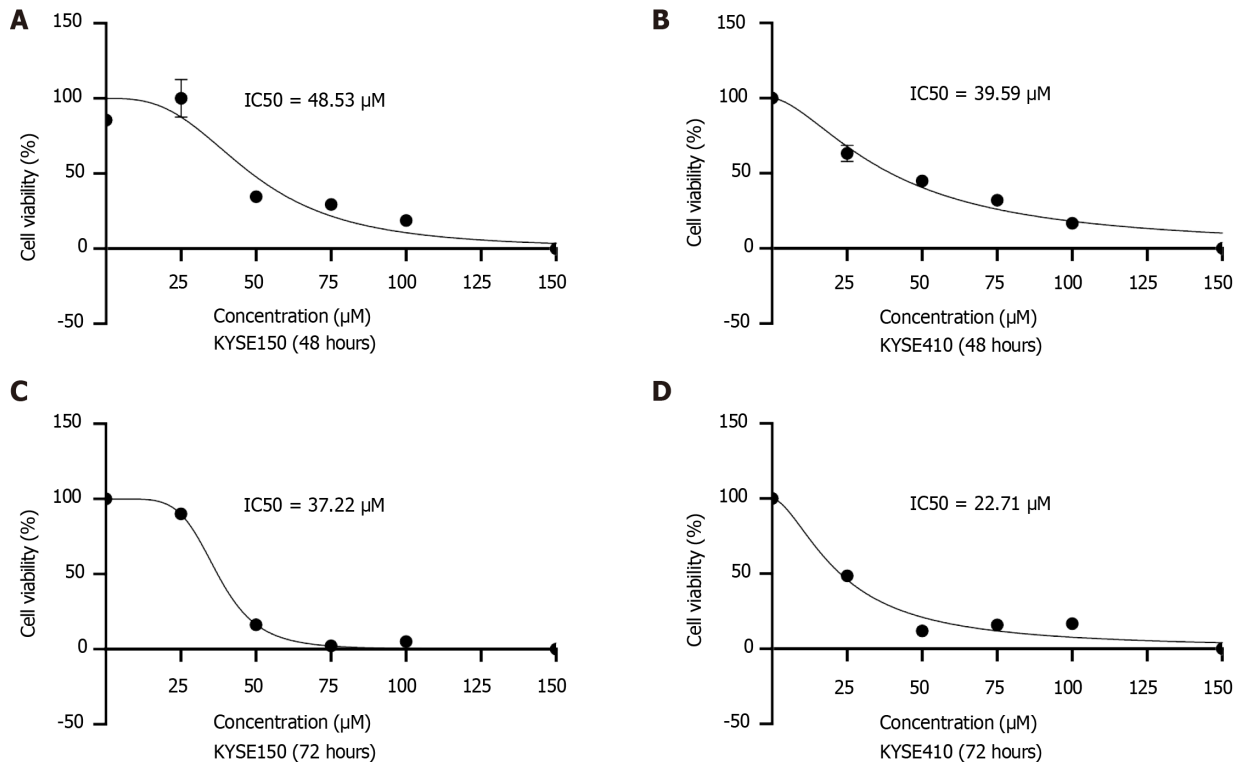 A
150
100
50
0
-50
Cell viability (%)
IC50 = 48.53 µM
25 50 75 100 125 150
Concentration (µM)
KYSE150 (48 hours)
B
150
100
50
0
-50
Cell viability (%)
IC50 = 39.59 µM
25 50 75 100 125 150
Concentration (µM)
KYSE410 (48 hours)
C
150
100
50
0
-50
Cell viability (%)
IC50 = 37.22 µM
25 50 75 100 125 150
Concentration (µM)
KYSE150 (72 hours)
D
150
100
50
0
-50
Cell viability (%)
IC50 = 22.71 µM
25 50 75 100 125 150
Concentration (µM)
KYSE410 (72 hours)